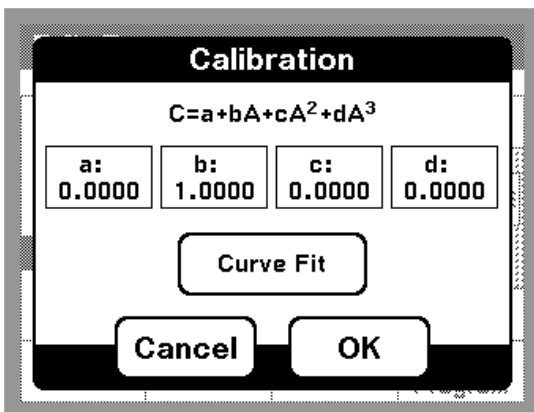 Calibration
C=a+bA+cA²+dA³
a: b: c: d:
0.0000 1.0000 0.0000 0.0000
Curve Fit
Cancel OK